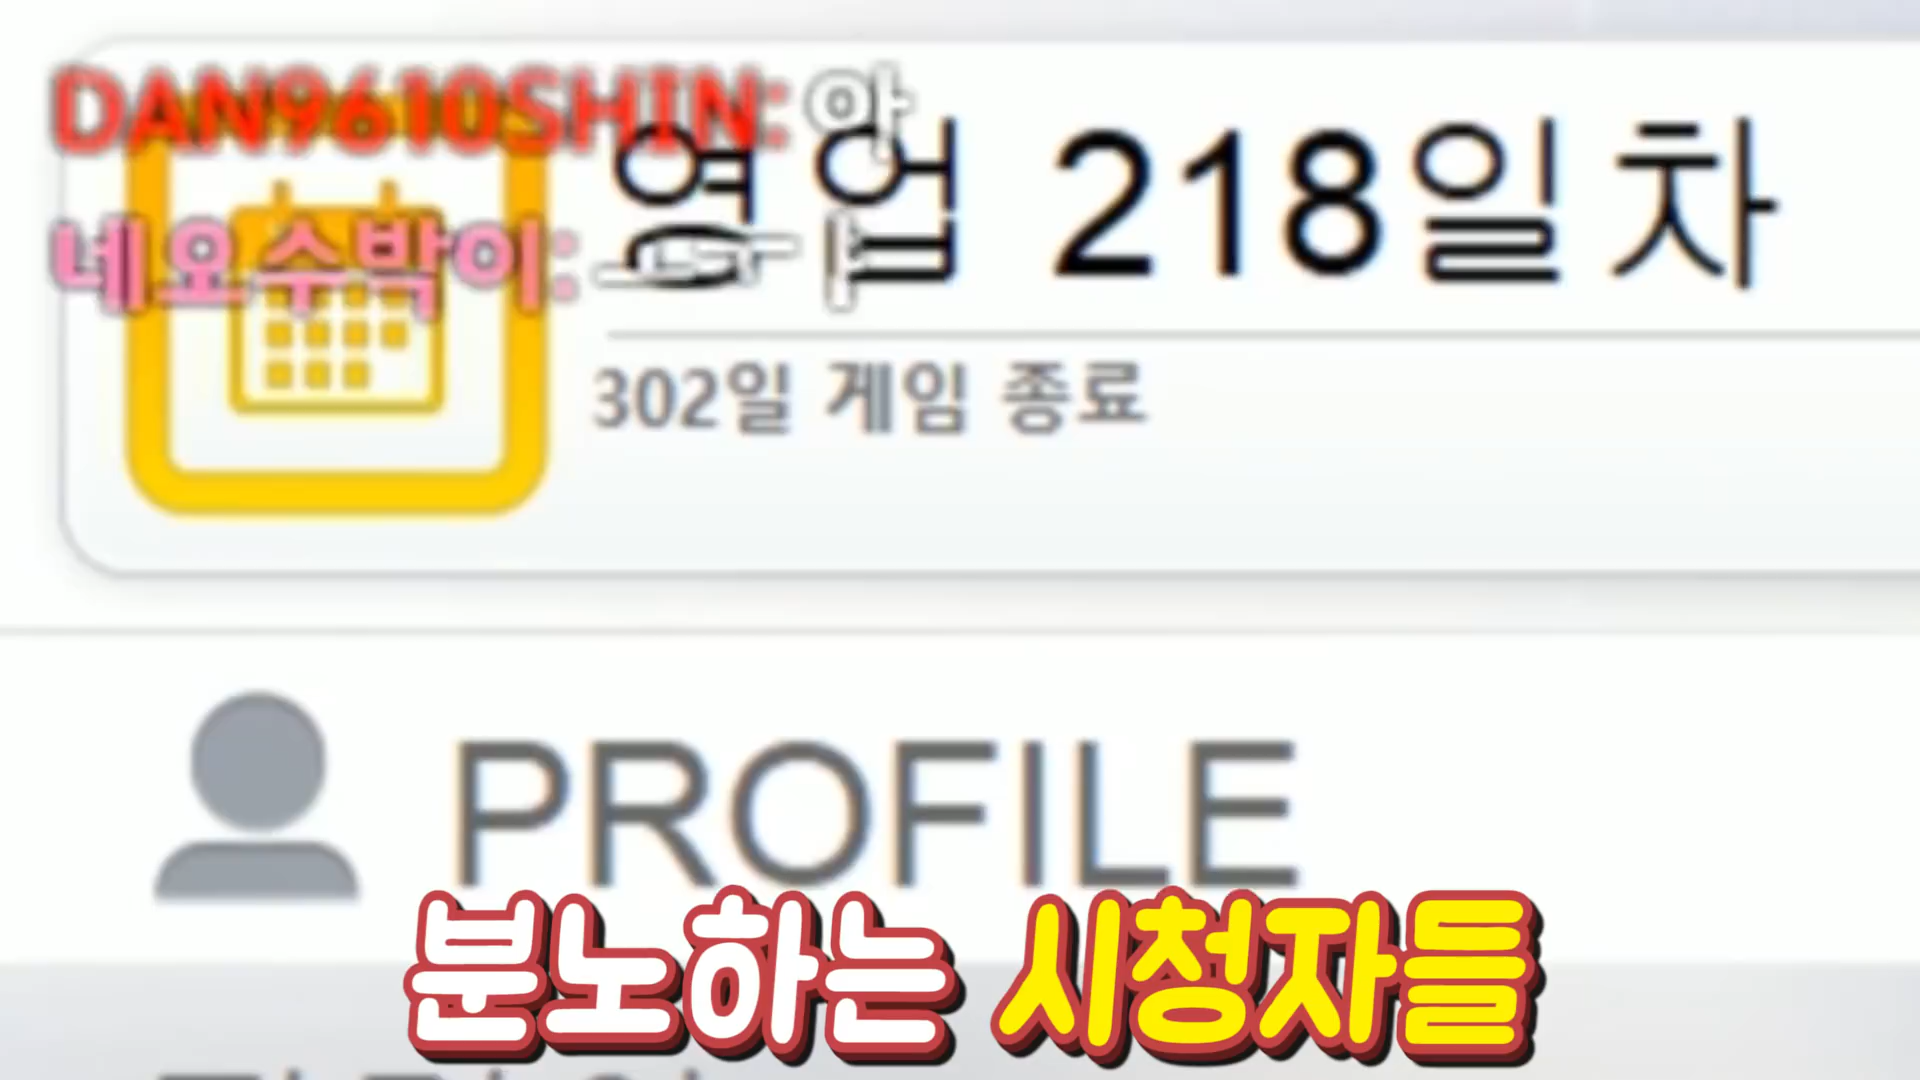 DAN9610SHIN: 아
영업 218일차
네요수박이: ㅡㅡ
302일 게임 종료
PROFILE
분노하는 시청자들